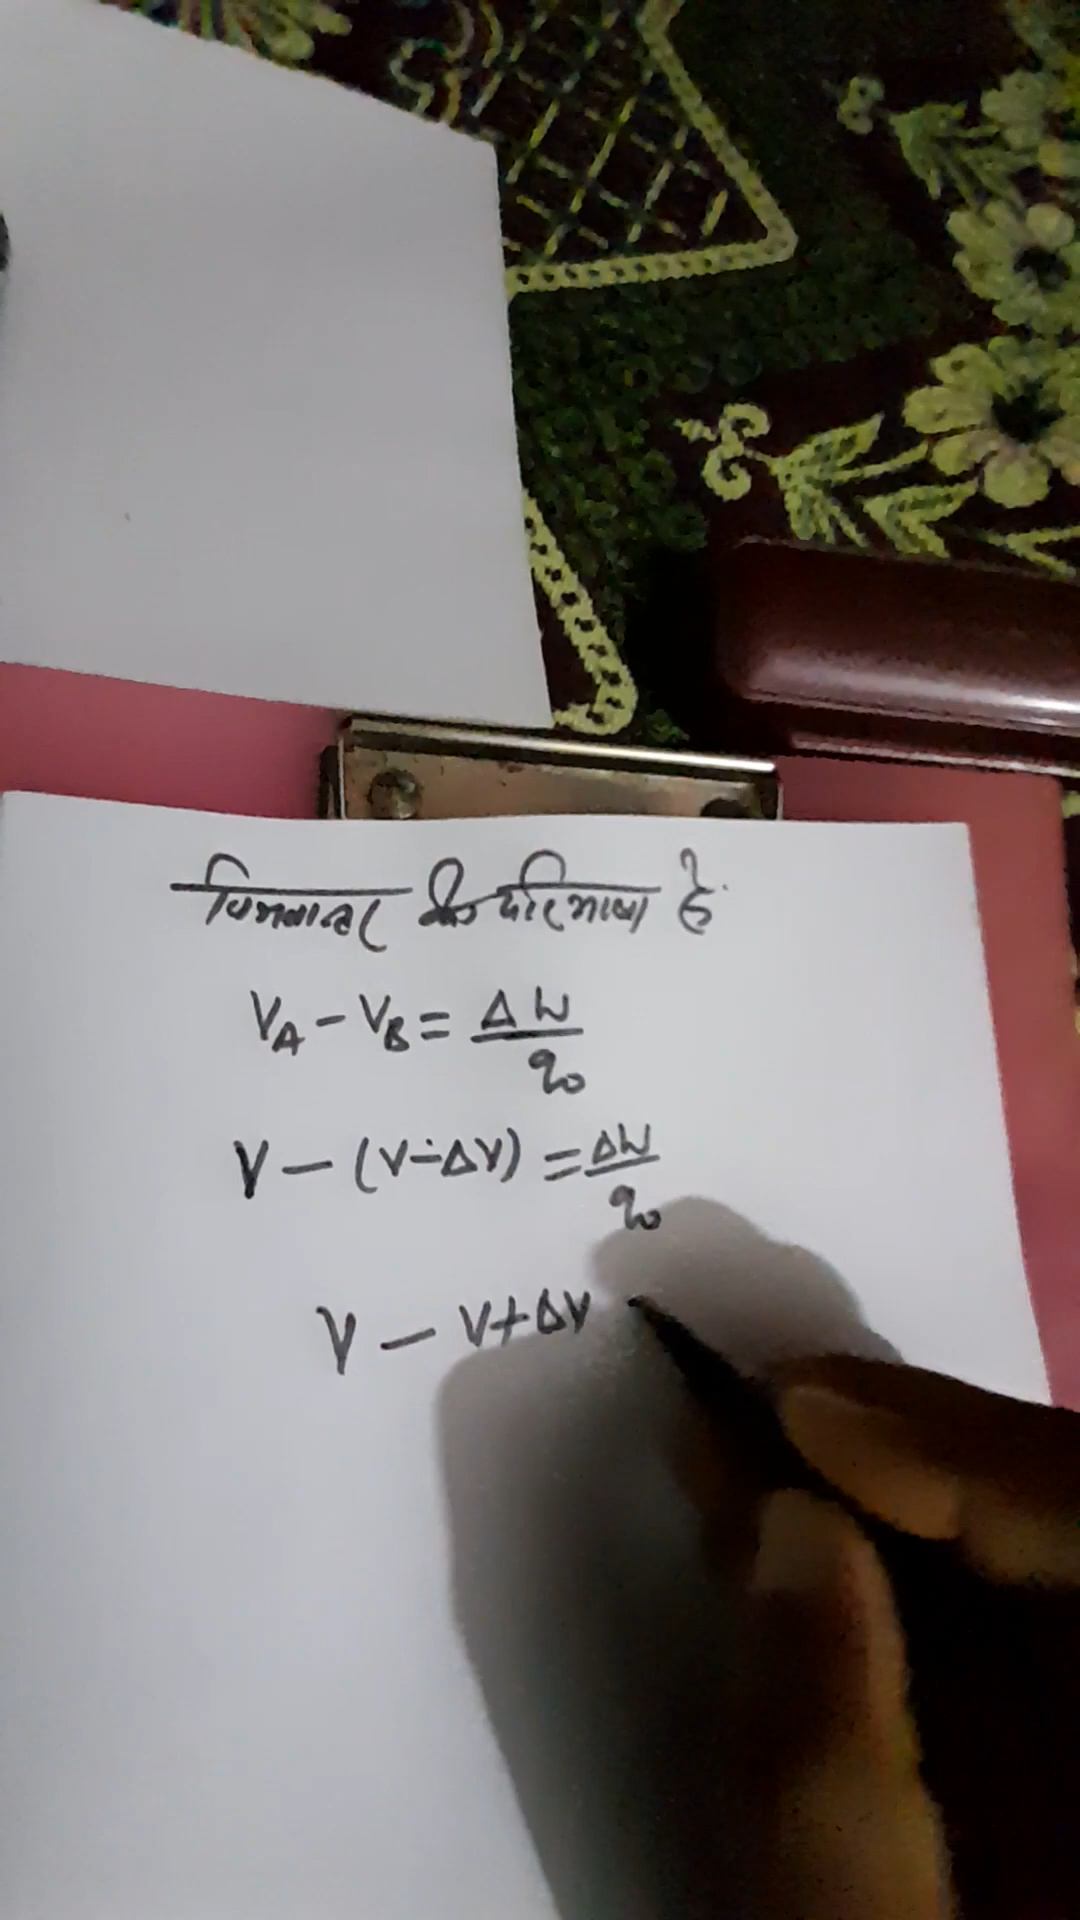 विभवान्तर की परिभाषा है
V_A - V_B = ΔW/q₀
V - (V-ΔV) = ΔW/q₀
V - V+ΔV